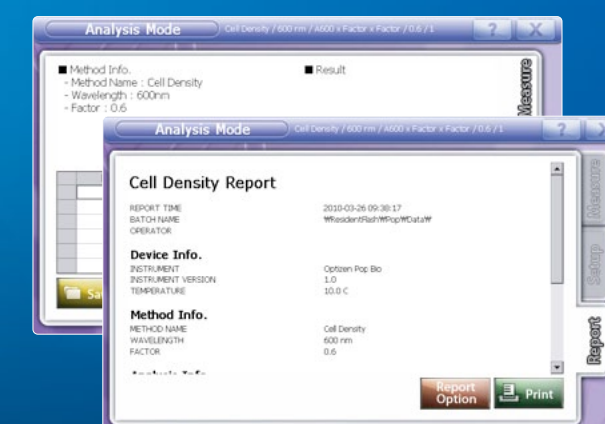 Analysis Mode
Cell Density / 600 nm / A600 x Factor x Factor / 0.6 / 1
? X
■ Method Info.
- Method Name : Cell Density
- Wavelength : 600nm
- Factor : 0.6
■ Result
Measure
Analysis Mode
Cell Density / 600 nm / A600 x Factor x Factor / 0.6 / 1
?
Cell Density Report
REPORT TIME 2010-03-26 09:38:17
BATCH NAME ₩ResidentFlash₩Pop₩Data₩
OPERATOR
Device Info.
INSTRUMENT Optizen Pop Bio
INSTRUMENT VERSION 1.0
TEMPERATURE 10.0 C
Method Info.
METHOD NAME Cell Density
WAVELENGTH 600 nm
FACTOR 0.6
Measure
Setup
Report
Report Option
Print